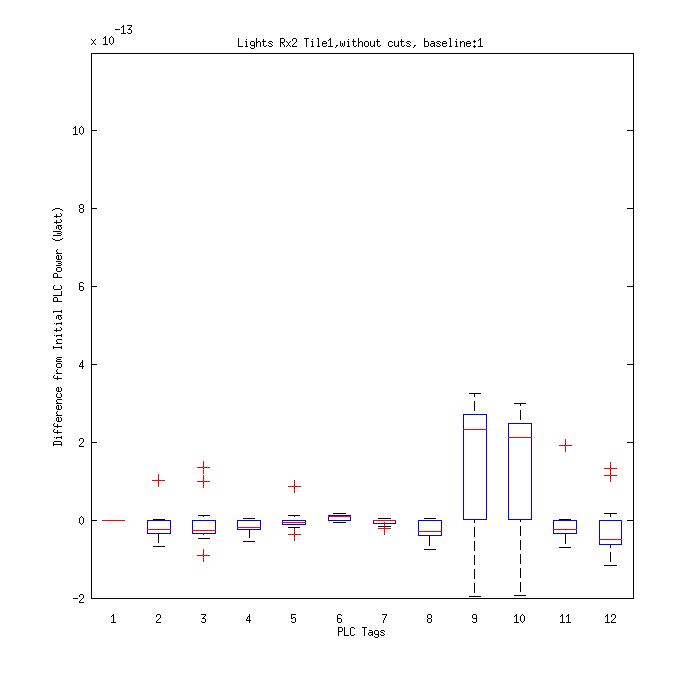 x 10^-13
Lights Rx2 Tile1,without cuts, baseline:1
Difference from Initial PLC Power (Watt)
10
8
6
4
2
0
-2
1 2 3 4 5 6 7 8 9 10 11 12
PLC Tags